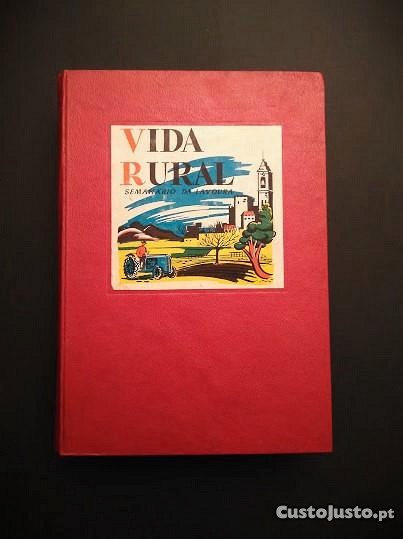 VIDA
RURAL
SEMANÁRIO DA LAVOURA
CustoJusto.pt